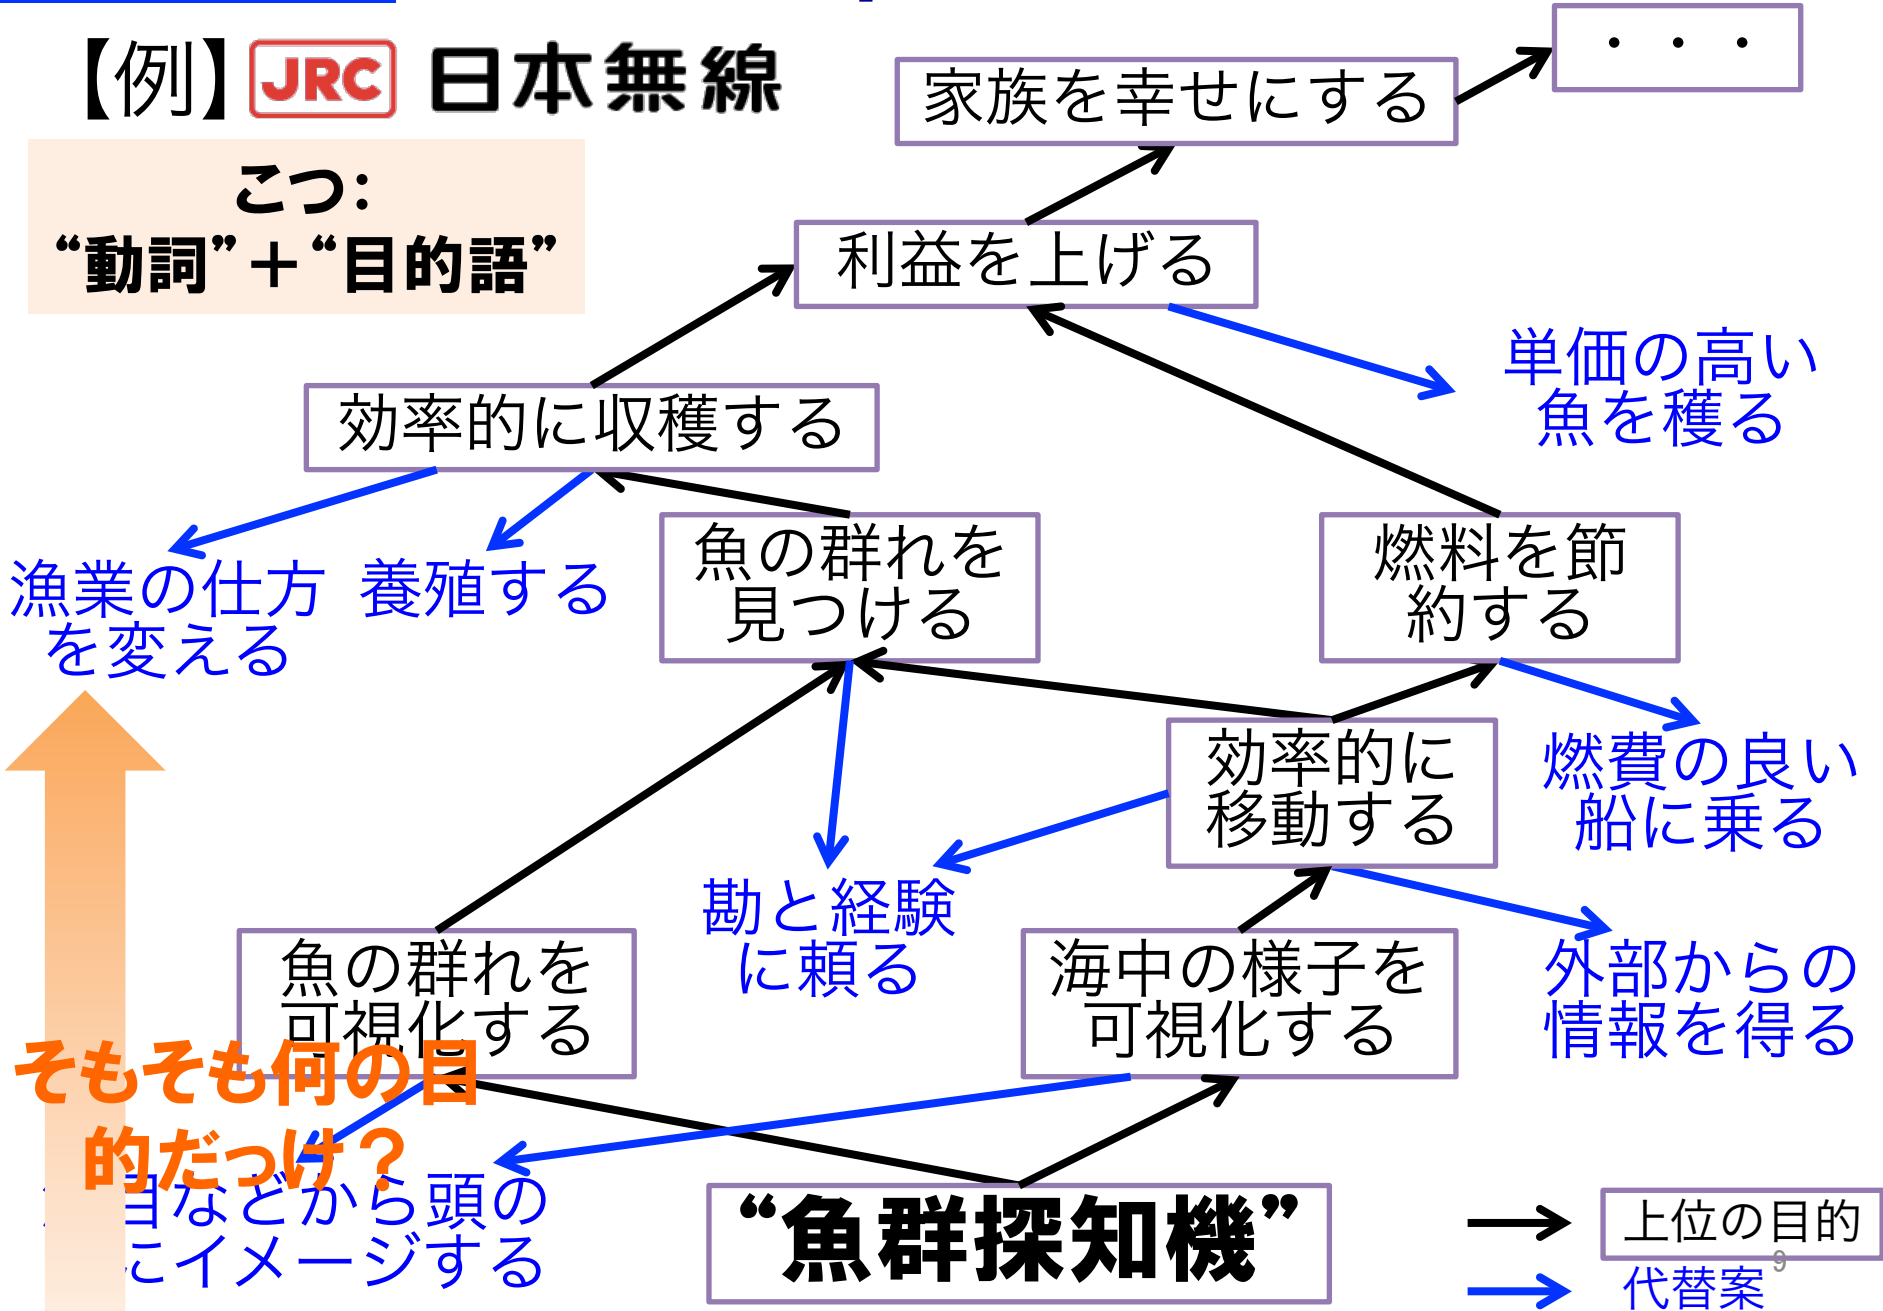 【例】JRC 日本無線
こつ:
“動詞”＋“目的語”
・・・
家族を幸せにする
利益を上げる
単価の高い
魚を穫る
効率的に収穫する
漁業の仕方
を変える
養殖する
魚の群れを
見つける
燃料を節
約する
効率的に
移動する
燃費の良い
船に乗る
勘と経験
に頼る
魚の群れを
可視化する
海中の様子を
可視化する
外部からの
情報を得る
そもそも何の目
的だっけ？
目などから頭の
にイメージする
“魚群探知機”
上位の目的
代替案
9